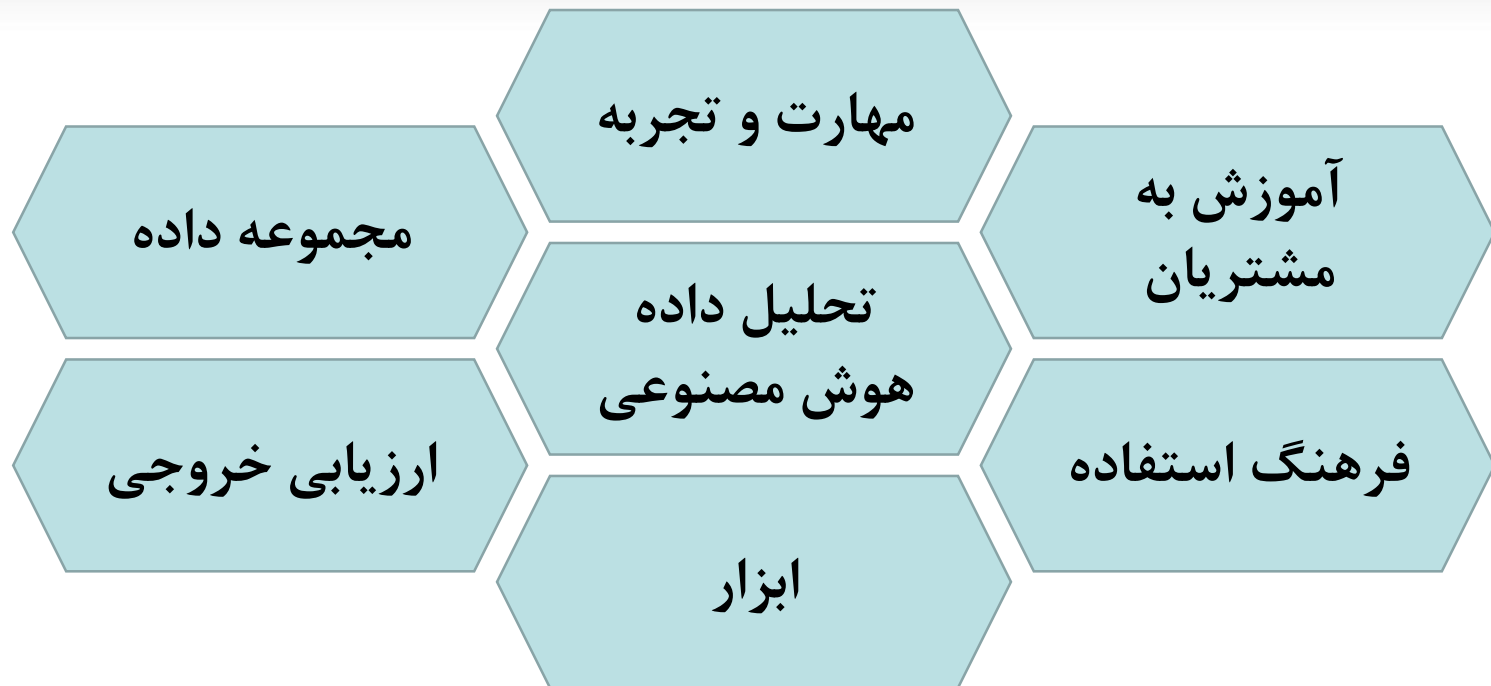 مهارت و تجربه
آموزش به
مشتریان
مجموعه داده
تحلیل داده
هوش مصنوعی
فرهنگ استفاده
ارزیابی خروجی
ابزار